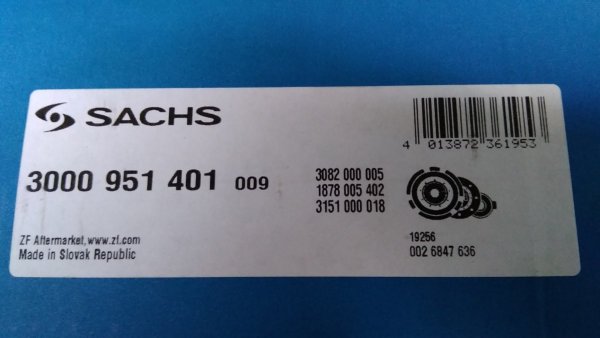 SACHS
3000 951 401 009
3082 000 005
1878 005 402
3151 000 018
4 013872 361953
19256
002 6847 636
ZF Aftermarket, www.zf.com
Made in Slovak Republic